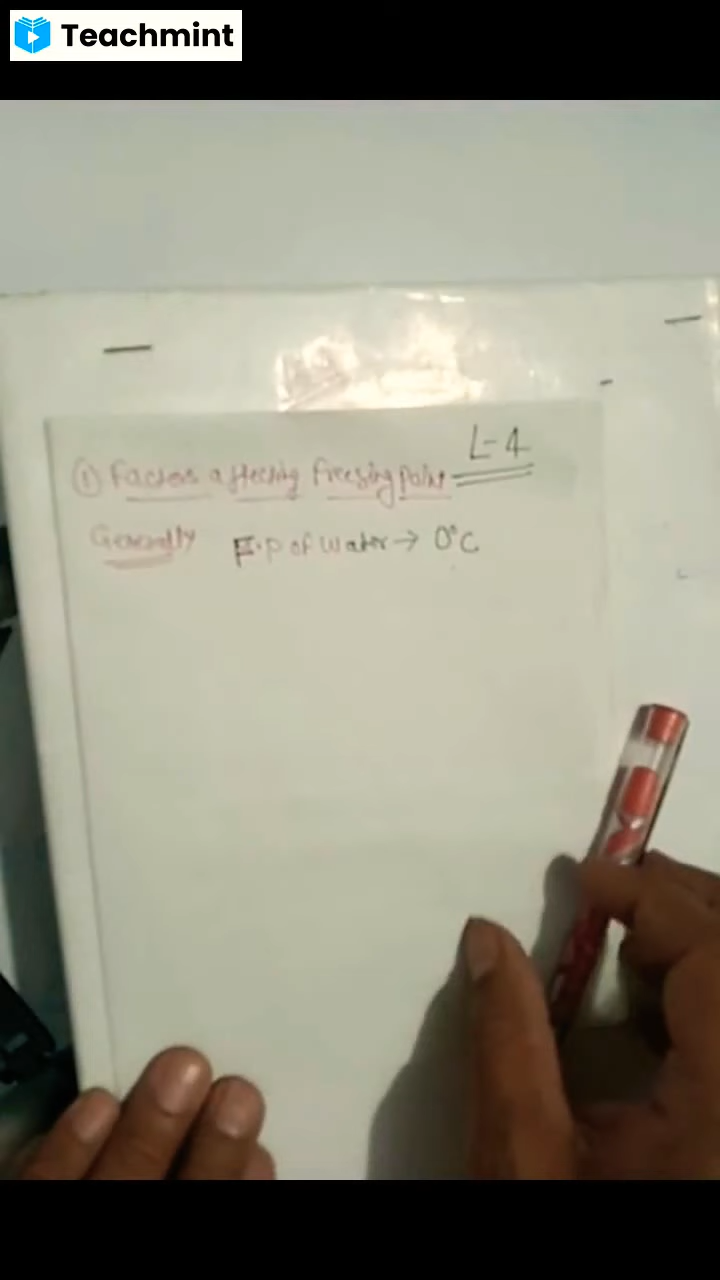 Teachmint
L-4
① Factors affecting freezing point
Generally F.P of water → 0°C